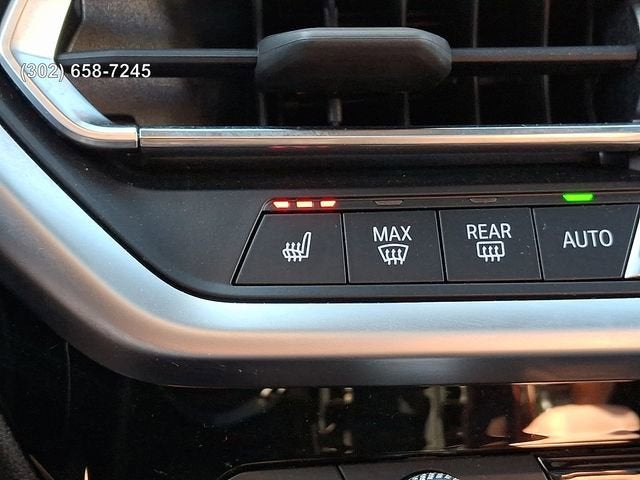 (302) 658-7245
MAX
REAR
AUTO